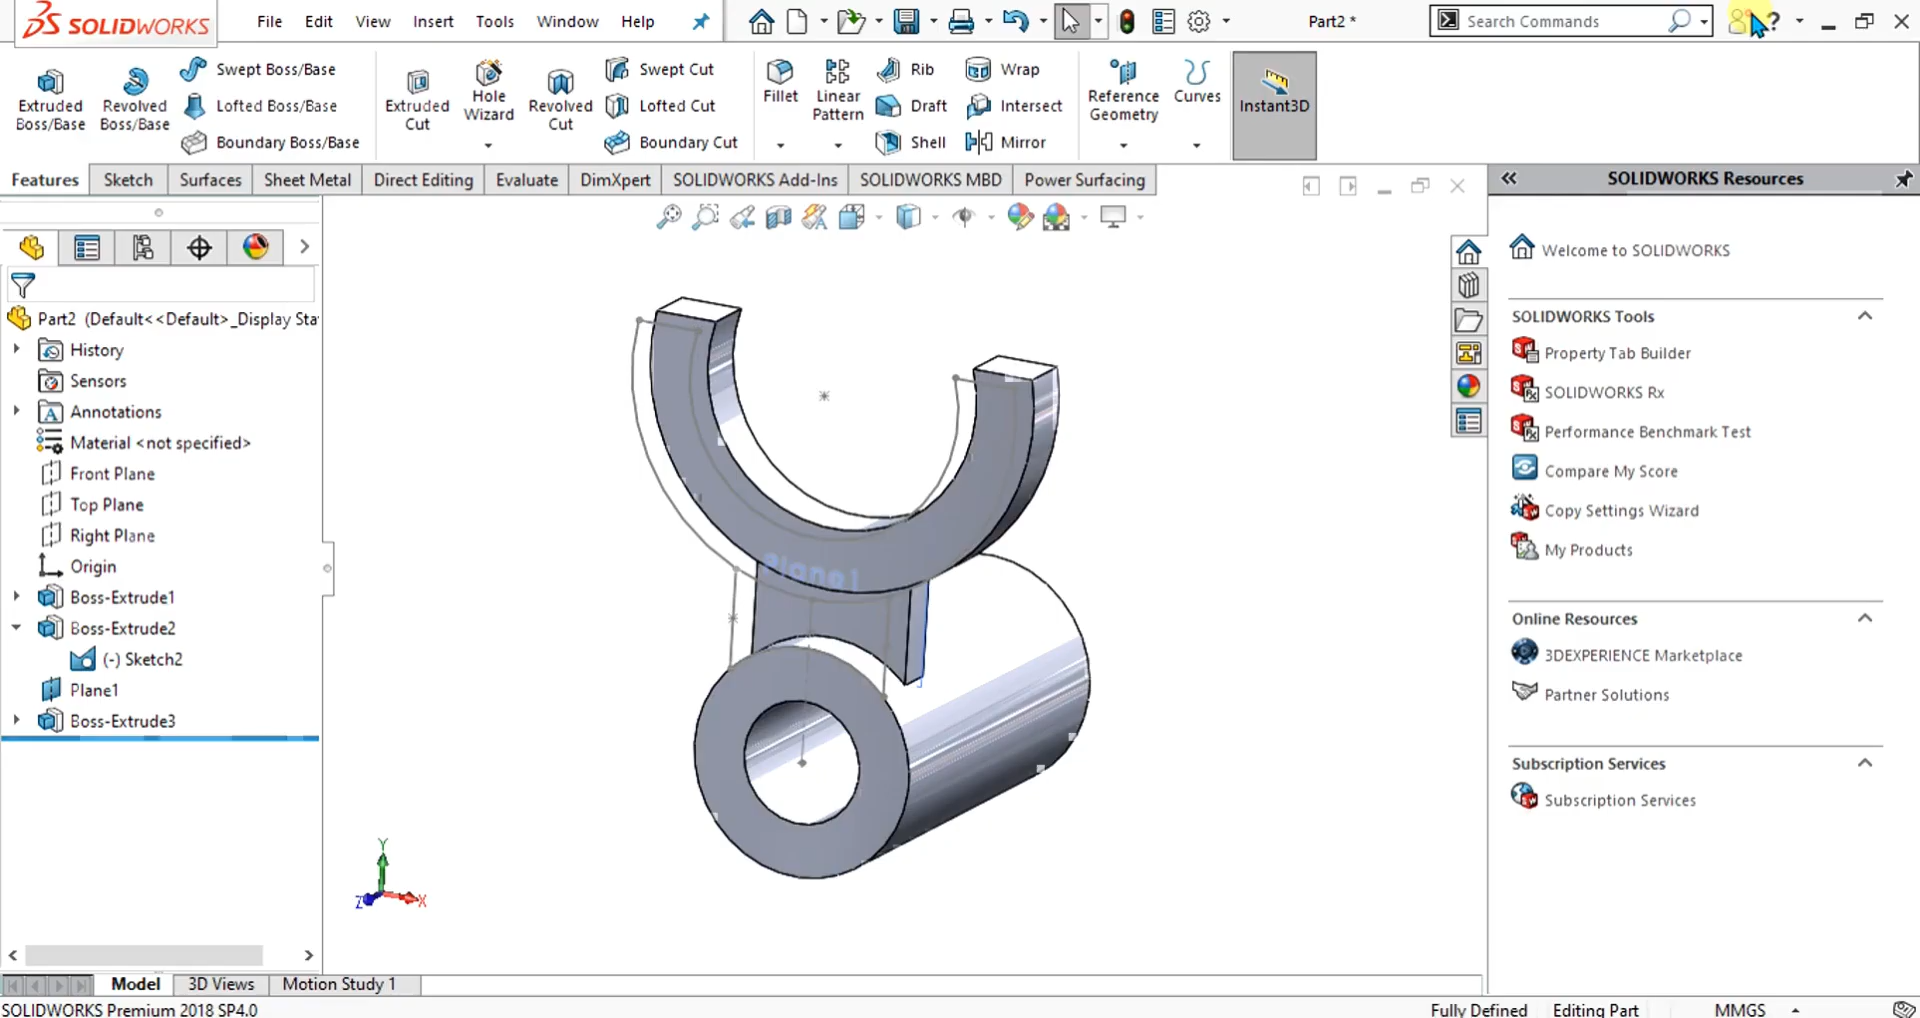 SOLIDWORKS File Edit View Insert Tools Window Help Part2 * Search Commands ?
Extruded Boss/Base
Revolved Boss/Base
Swept Boss/Base
Lofted Boss/Base
Boundary Boss/Base
Extruded Cut
Hole Wizard
Revolved Cut
Swept Cut
Lofted Cut
Boundary Cut
Fillet
Linear Pattern
Rib
Draft
Shell
Wrap
Intersect
Mirror
Reference Geometry
Curves
Instant3D
Features Sketch Surfaces Sheet Metal Direct Editing Evaluate DimXpert SOLIDWORKS Add-Ins SOLIDWORKS MBD Power Surfacing
Part2 (Default<<Default>_Display Sta
History
Sensors
Annotations
Material <not specified>
Front Plane
Top Plane
Right Plane
Origin
Boss-Extrude1
Boss-Extrude2
(-) Sketch2
Plane1
Boss-Extrude3
Plane1
Y
Z X
SOLIDWORKS Resources
Welcome to SOLIDWORKS
SOLIDWORKS Tools
Property Tab Builder
SOLIDWORKS Rx
Performance Benchmark Test
Compare My Score
Copy Settings Wizard
My Products
Online Resources
3DEXPERIENCE Marketplace
Partner Solutions
Subscription Services
Subscription Services
Model 3D Views Motion Study 1
SOLIDWORKS Premium 2018 SP4.0 Fully Defined Editing Part MMGS